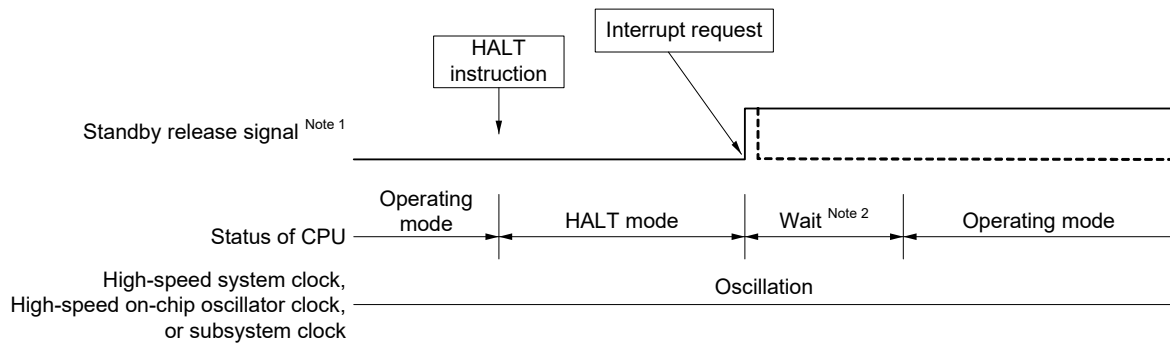 HALT
instruction
Interrupt request
Standby release signal Note 1
Operating
mode
HALT mode
Wait Note 2
Operating mode
Status of CPU
High-speed system clock,
High-speed on-chip oscillator clock,
or subsystem clock
Oscillation